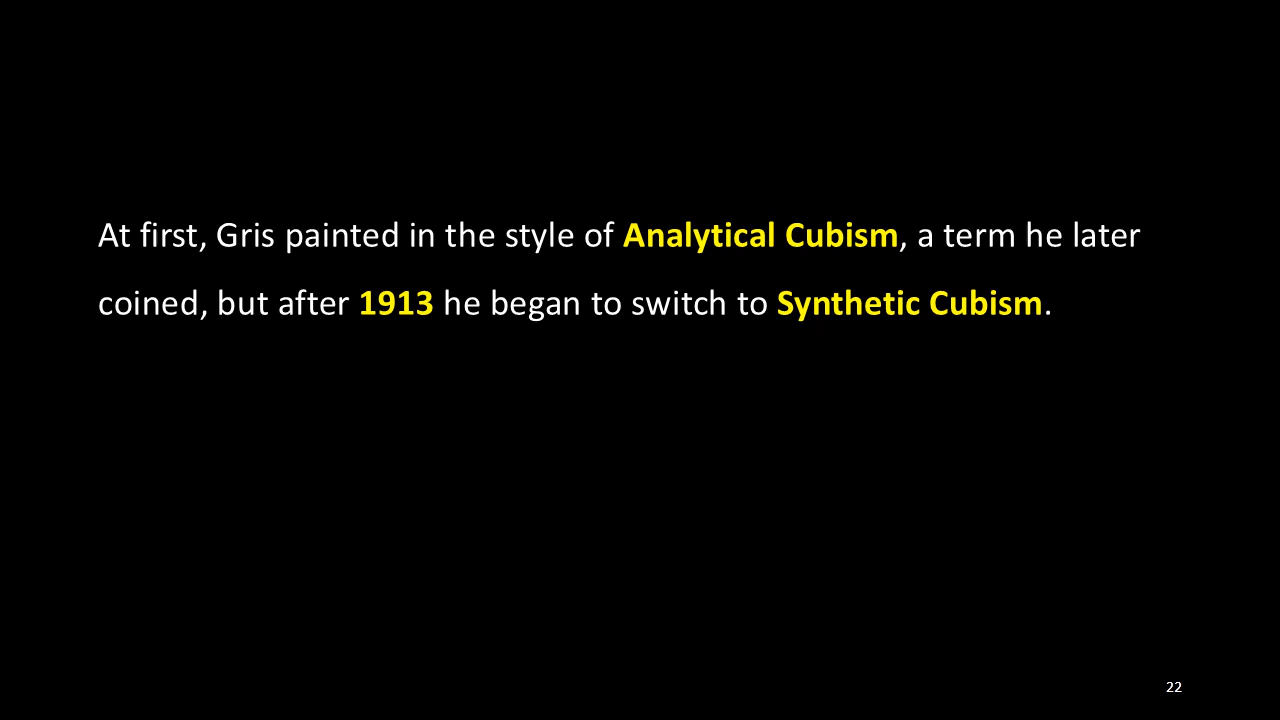 At first, Gris painted in the style of Analytical Cubism, a term he later
coined, but after 1913 he began to switch to Synthetic Cubism.
22